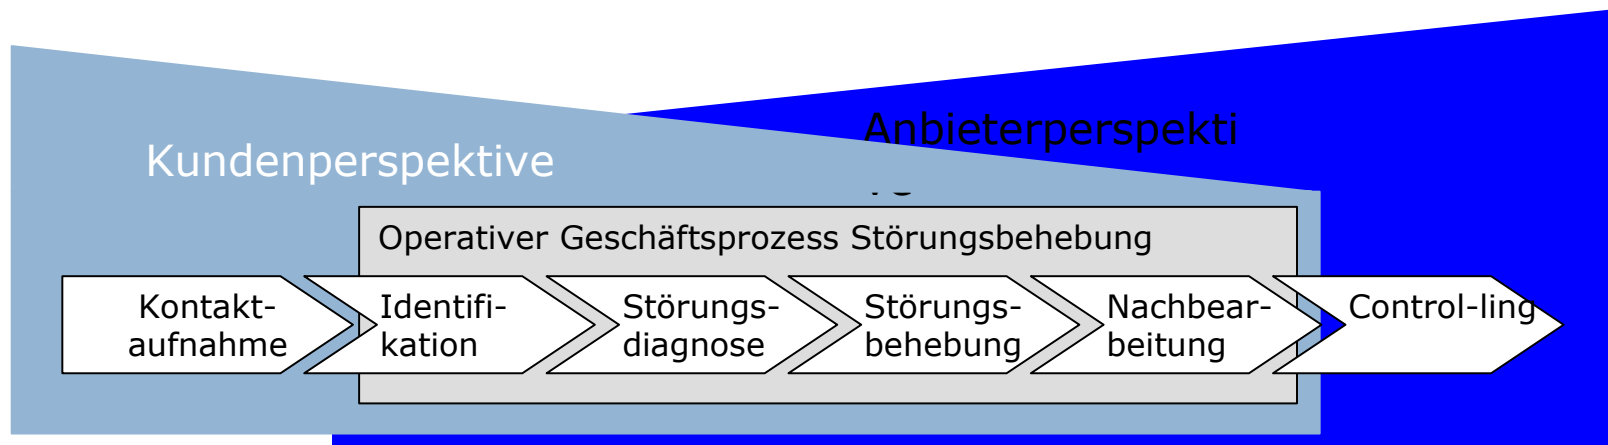 Anbieterperspekti
Kundenperspektive
Operativer Geschäftsprozess Störungsbehebung
Kontakt-
aufnahme
Identifi-
kation
Störungs-
diagnose
Störungs-
behebung
Nachbear-
beitung
Control-ling